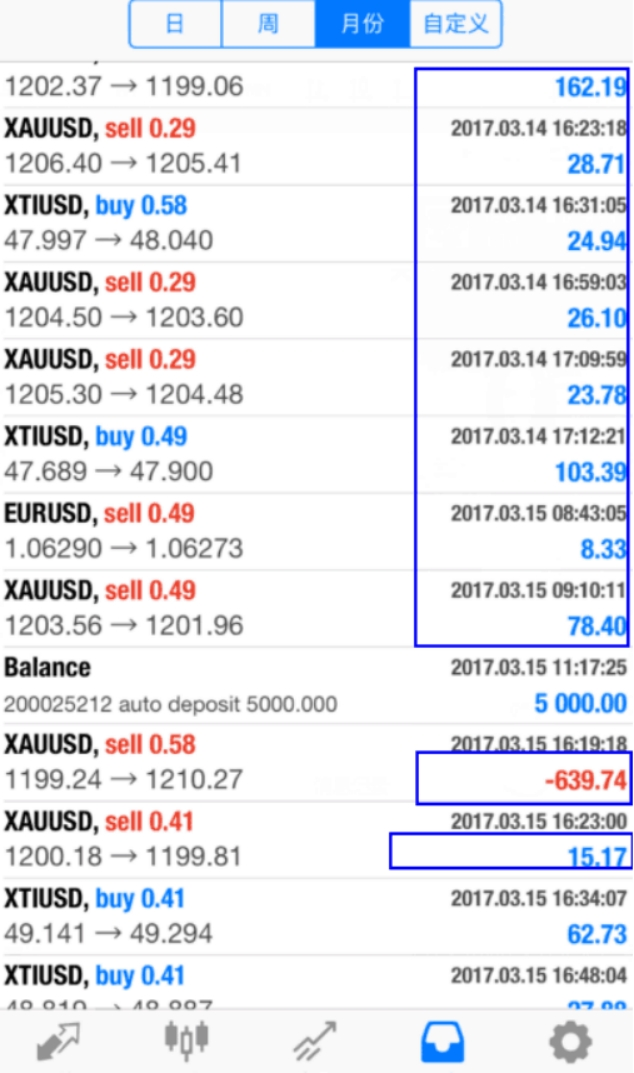 日 周 月份 自定义
1202.37 → 1199.06 162.19
XAUUSD, sell 0.29 2017.03.14 16:23:18
1206.40 → 1205.41 28.71
XTIUSD, buy 0.58 2017.03.14 16:31:05
47.997 → 48.040 24.94
XAUUSD, sell 0.29 2017.03.14 16:59:03
1204.50 → 1203.60 26.10
XAUUSD, sell 0.29 2017.03.14 17:09:59
1205.30 → 1204.48 23.78
XTIUSD, buy 0.49 2017.03.14 17:12:21
47.689 → 47.900 103.39
EURUSD, sell 0.49 2017.03.15 08:43:05
1.06290 → 1.06273 8.33
XAUUSD, sell 0.49 2017.03.15 09:10:11
1203.56 → 1201.96 78.40
Balance 2017.03.15 11:17:25
200025212 auto deposit 5000.000 5 000.00
XAUUSD, sell 0.58 2017.03.15 16:19:18
1199.24 → 1210.27 -639.74
XAUUSD, sell 0.41 2017.03.15 16:23:00
1200.18 → 1199.81 15.17
XTIUSD, buy 0.41 2017.03.15 16:34:07
49.141 → 49.294 62.73
XTIUSD, buy 0.41 2017.03.15 16:48:04